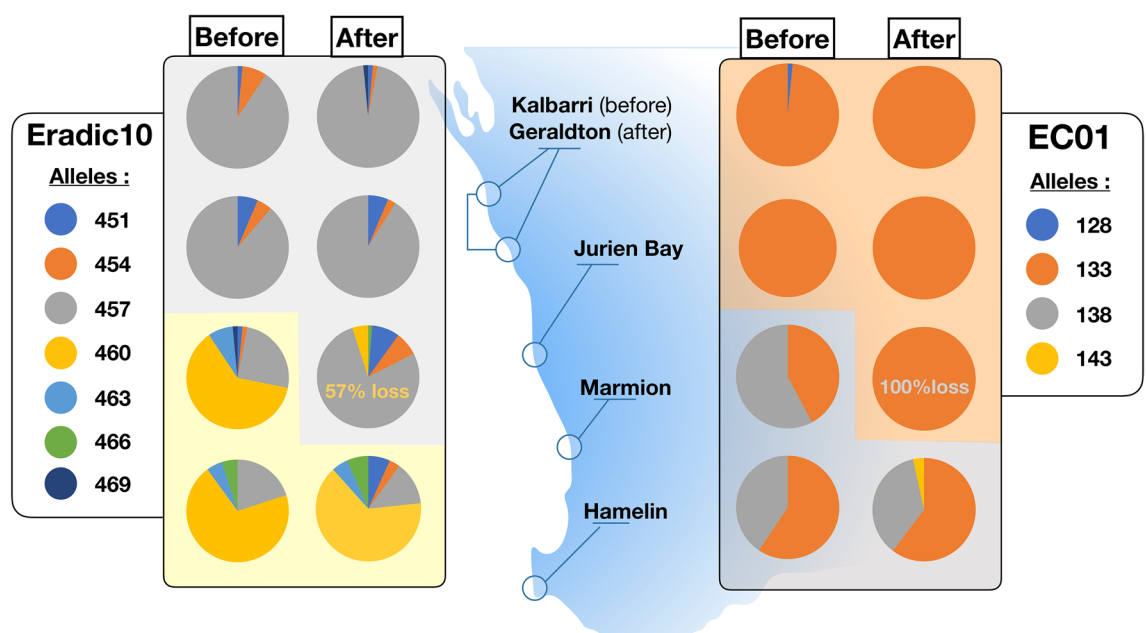 Before
After
Before
After
Eradic10
Alleles :
451
454
457
460
463
466
469
57% loss
Kalbarri (before)
Geraldton (after)
Jurien Bay
Marmion
Hamelin
100%loss
EC01
Alleles :
128
133
138
143